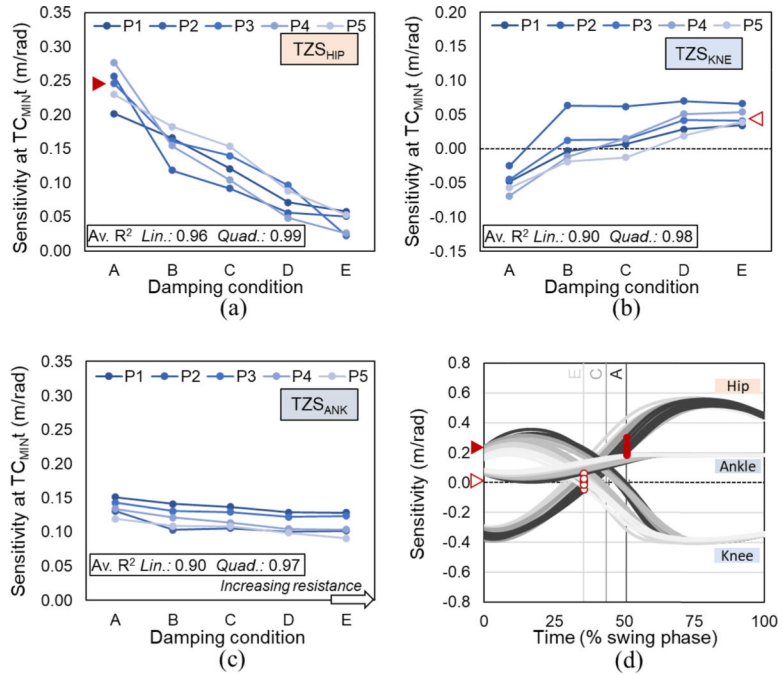 P1 P2 P3 P4 P5
TZS_HIP
Sensitivity at TC_MINt (m/rad)
0.35
0.30
0.25
0.20
0.15
0.10
0.05
0.00
Av. R² Lin.: 0.96 Quad.: 0.99
A B C D E
Damping condition
(a)
P1 P2 P3 P4 P5
TZS_KNE
Sensitivity at TC_MINt (m/rad)
0.20
0.15
0.10
0.05
0.00
-0.05
-0.10
-0.15
Av. R² Lin.: 0.90 Quad.: 0.98
A B C D E
Damping condition
(b)
P1 P2 P3 P4 P5
TZS_ANK
Sensitivity at TC_MINt (m/rad)
0.35
0.30
0.25
0.20
0.15
0.10
0.05
0.00
Av. R² Lin.: 0.90 Quad.: 0.97
Increasing resistance
A B C D E
Damping condition
(c)
E C A
Hip
Ankle
Knee
Sensitivity (m/rad)
0.8
0.6
0.4
0.2
0.0
-0.2
-0.4
-0.6
-0.8
0 25 50 75 100
Time (% swing phase)
(d)